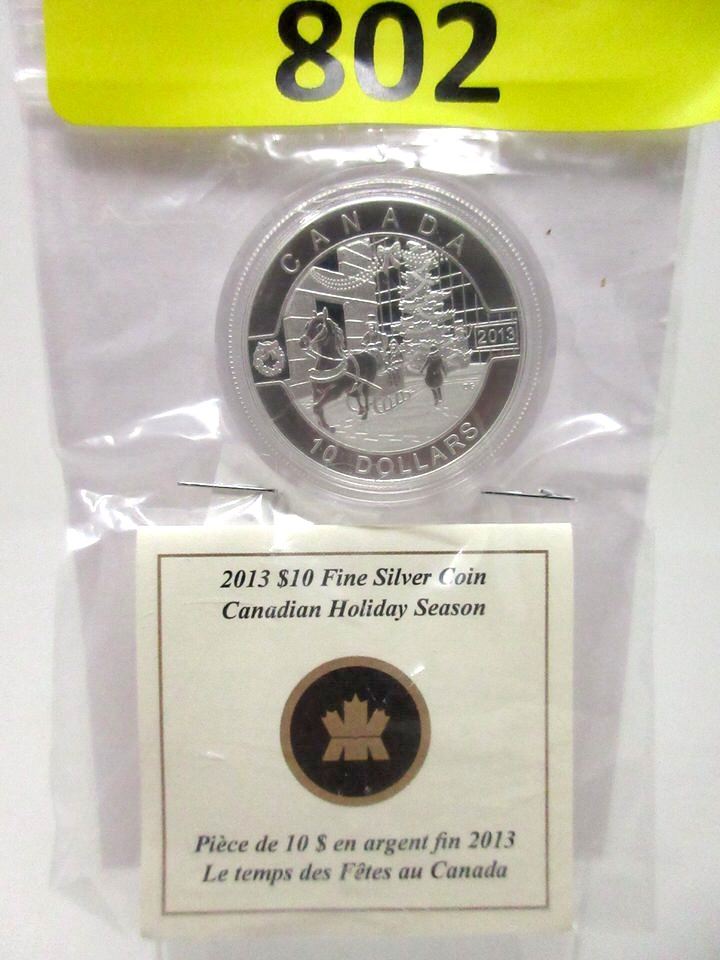 802
CANADA
2013
10 DOLLARS
2013 $10 Fine Silver Coin
Canadian Holiday Season
Pièce de 10 $ en argent fin 2013
Le temps des Fêtes au Canada